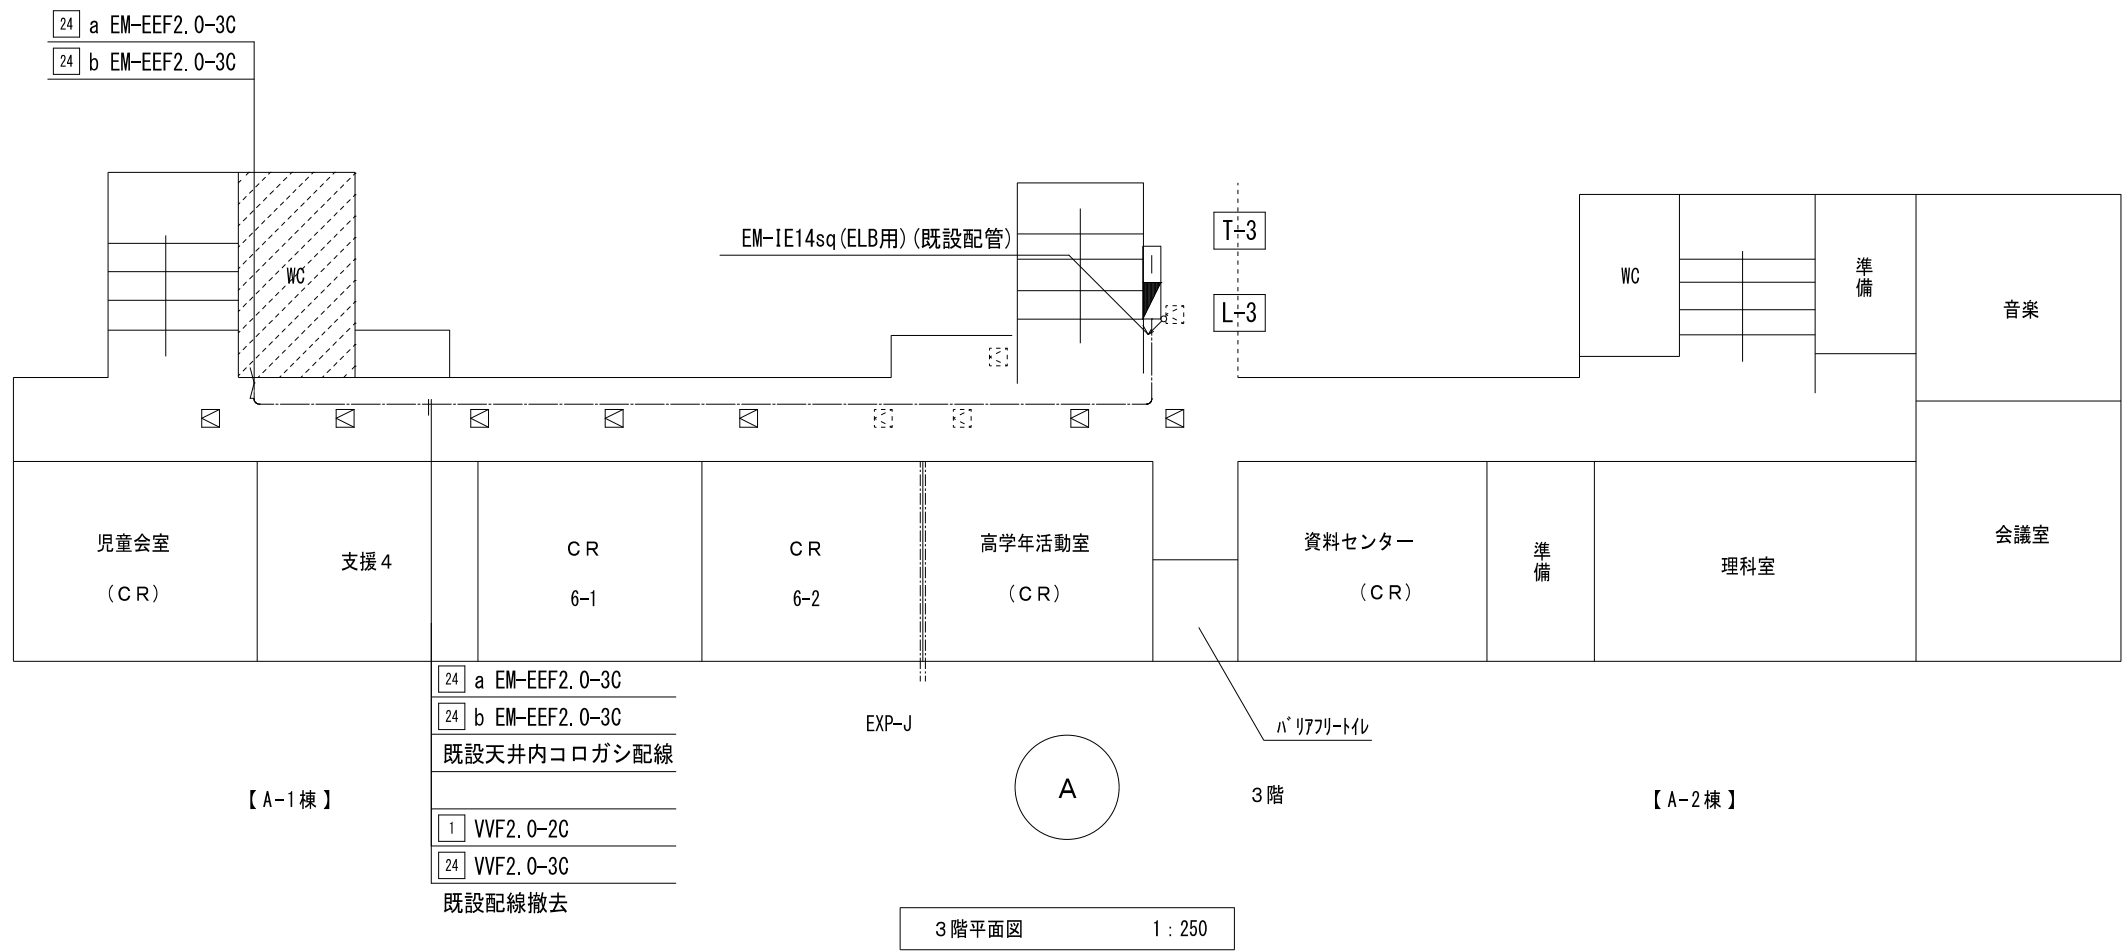 24 a EM-EEF2.0-3C
24 b EM-EEF2.0-3C
EM-IE14sq(ELB用)(既設配管)
T-3
L-3
WC
WC
準備
音楽
児童会室
(CR)
支援4
CR
6-1
CR
6-2
高学年活動室
(CR)
資料センター
(CR)
準備
理科室
会議室
24 a EM-EEF2.0-3C
24 b EM-EEF2.0-3C
既設天井内コロガシ配線
1 VVF2.0-2C
24 VVF2.0-3C
既設配線撤去
EXP-J
バリアフリートイレ
【A-1棟】
A
3階
【A-2棟】
3階平面図 1:250